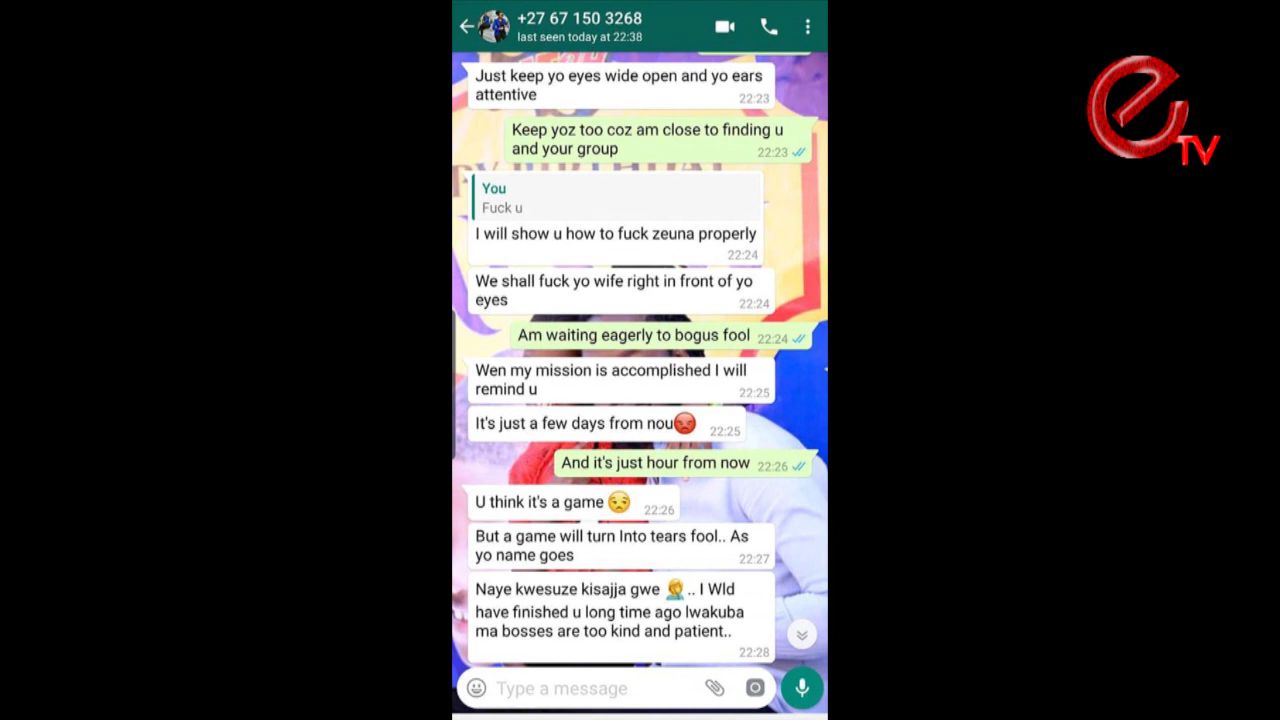 +27 67 150 3268
last seen today at 22:38
Just keep yo eyes wide open and yo ears
attentive
22:23
Keep yoz too coz am close to finding u
and your group
22:23
You
Fuck u
I will show u how to fuck zeuna properly
22:24
We shall fuck yo wife right in front of yo
eyes
22:24
Am waiting eagerly to bogus fool 22:24
Wen my mission is accomplished I will
remind u
22:25
It's just a few days from nou😡 22:25
And it's just hour from now 22:26
U think it's a game 😒 22:26
But a game will turn Into tears fool.. As
yo name goes
22:27
Naye kwesuze kisajja gwe 🤦.. I Wld
have finished u long time ago lwakuba
ma bosses are too kind and patient..
22:28
Type a message
e
TV